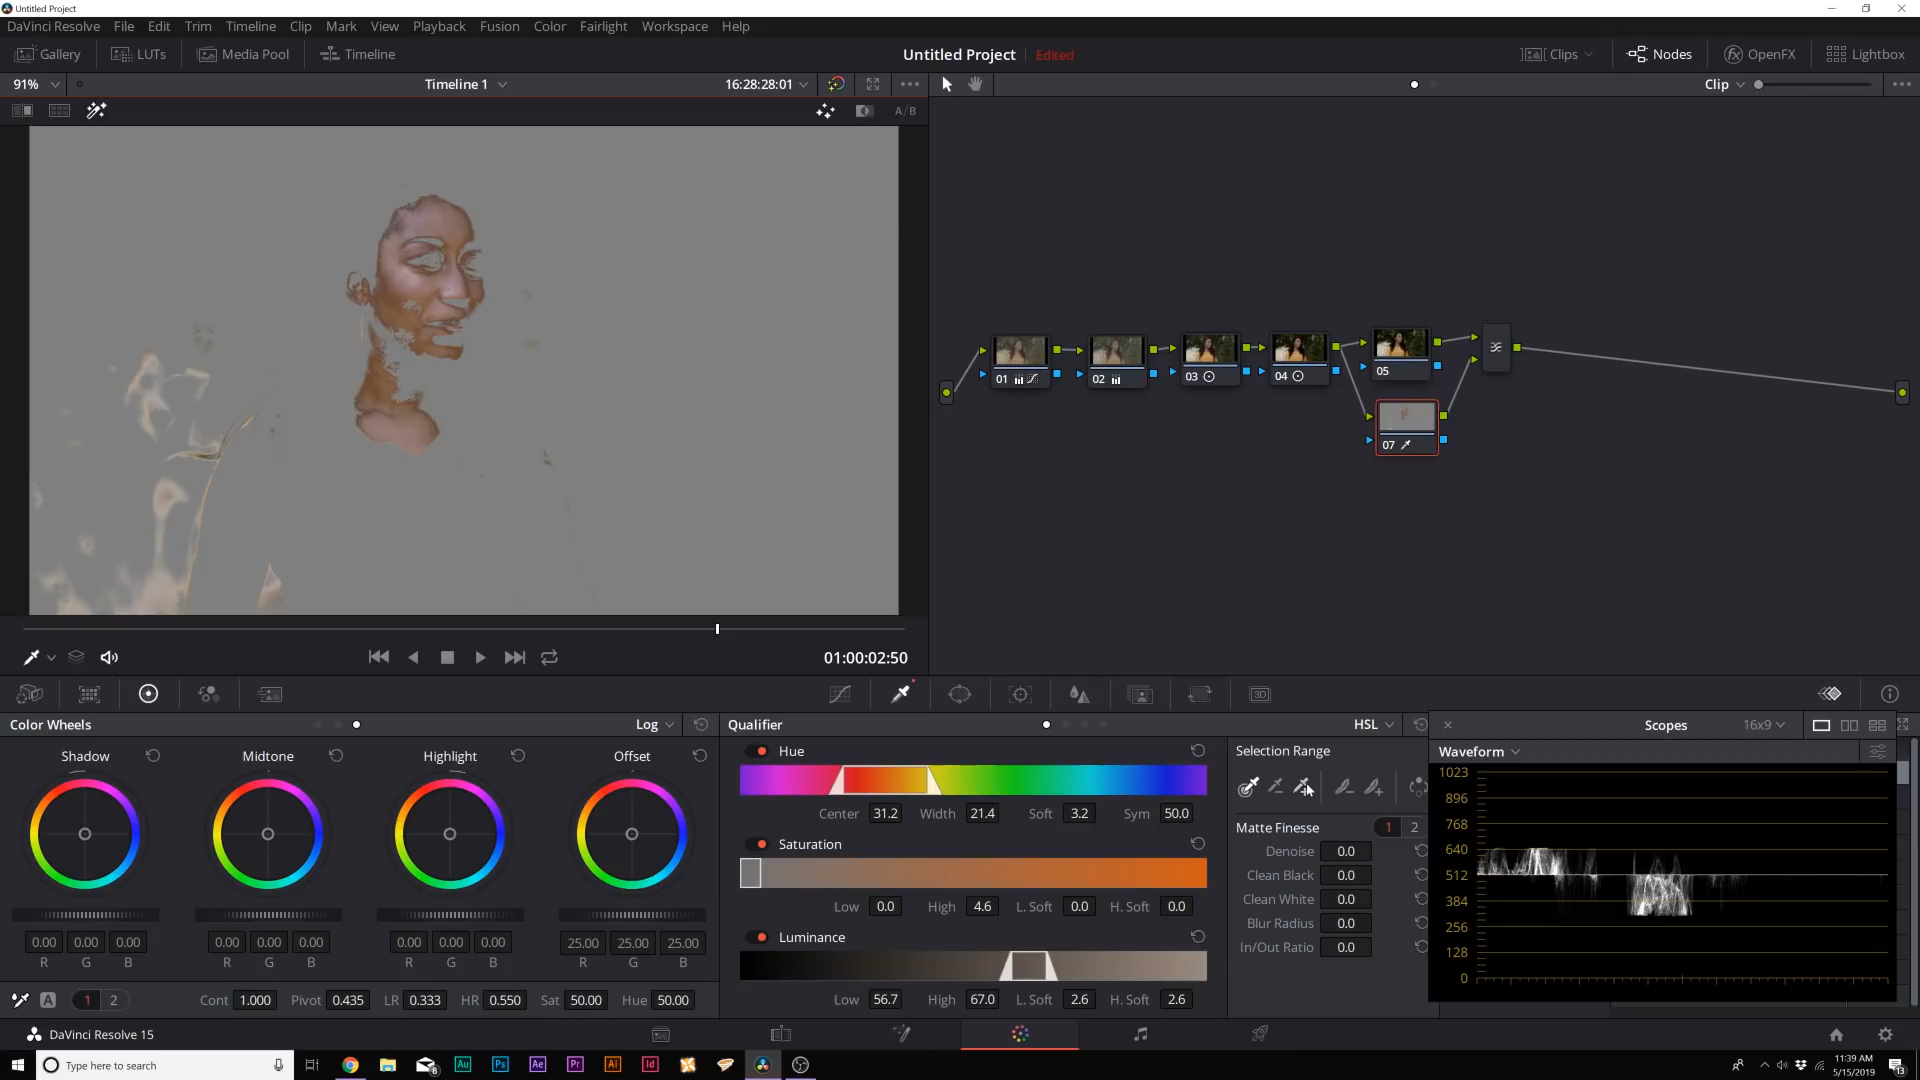 Untitled Project
DaVinci Resolve File Edit Trim Timeline Clip Mark View Playback Fusion Color Fairlight Workspace Help
Gallery LUTs Media Pool Timeline Untitled Project Edited Clips Nodes OpenFX Lightbox
91% Timeline 1 16:28:28:01 Clip
A/B
01 02 03 04 05
07
01:00:02:50
3D
Color Wheels Log Qualifier HSL Scopes 16x9
Shadow Midtone Highlight Offset Hue Selection Range Waveform
1023
896
768
640
512
384
256
128
0
Center 31.2 Width 21.4 Soft 3.2 Sym 50.0
Matte Finesse 1 2
Saturation
Denoise 0.0
Clean Black 0.0
Clean White 0.0
Low 0.0 High 4.6 L. Soft 0.0 H. Soft 0.0
Blur Radius 0.0
Luminance
In/Out Ratio 0.0
0.00 0.00 0.00 0.00 0.00 0.00 0.00 0.00 0.00 25.00 25.00 25.00
R G B R G B R G B R G B
A 1 2 Cont 1.000 Pivot 0.435 LR 0.333 HR 0.550 Sat 50.00 Hue 50.00
Low 56.7 High 67.0 L. Soft 2.6 H. Soft 2.6
DaVinci Resolve 15
Type here to search
8
Au Ps Ae Pr Ai Id
11:39 AM
5/15/2019
13